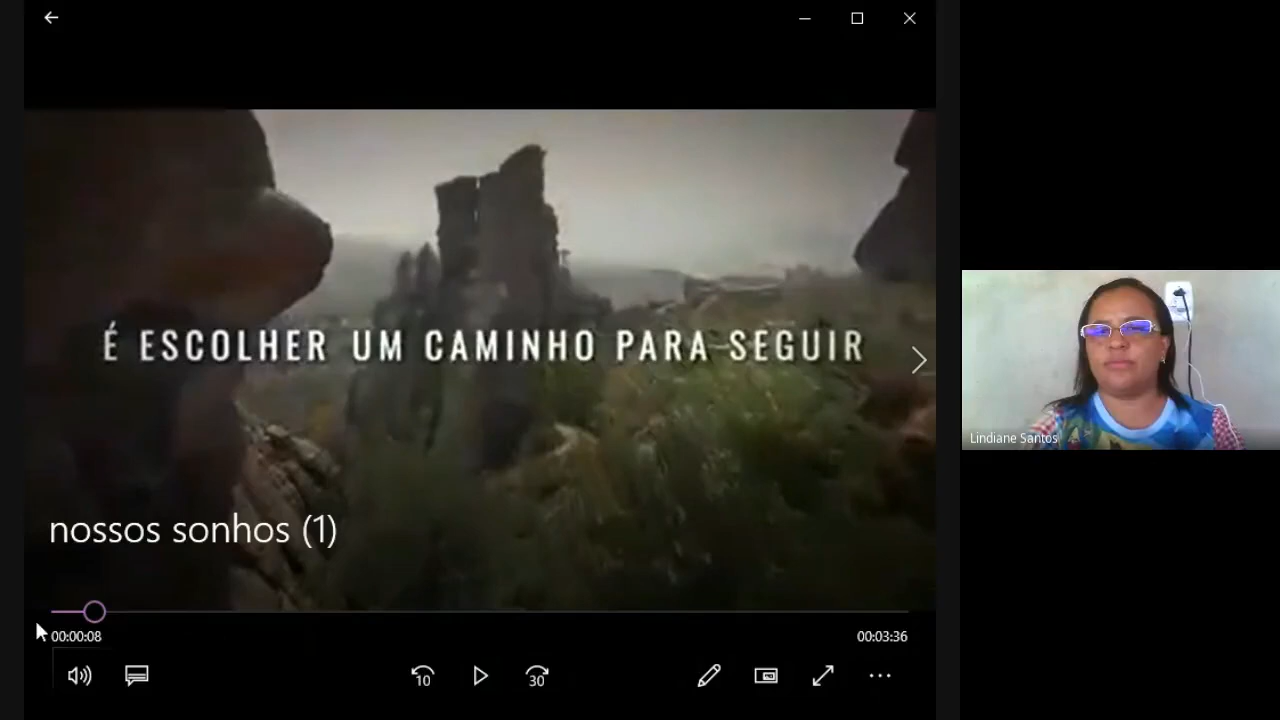 É ESCOLHER UM CAMINHO PARA SEGUIR
nossos sonhos (1)
00:00:08
00:03:36
10
30
Lindiane Santos